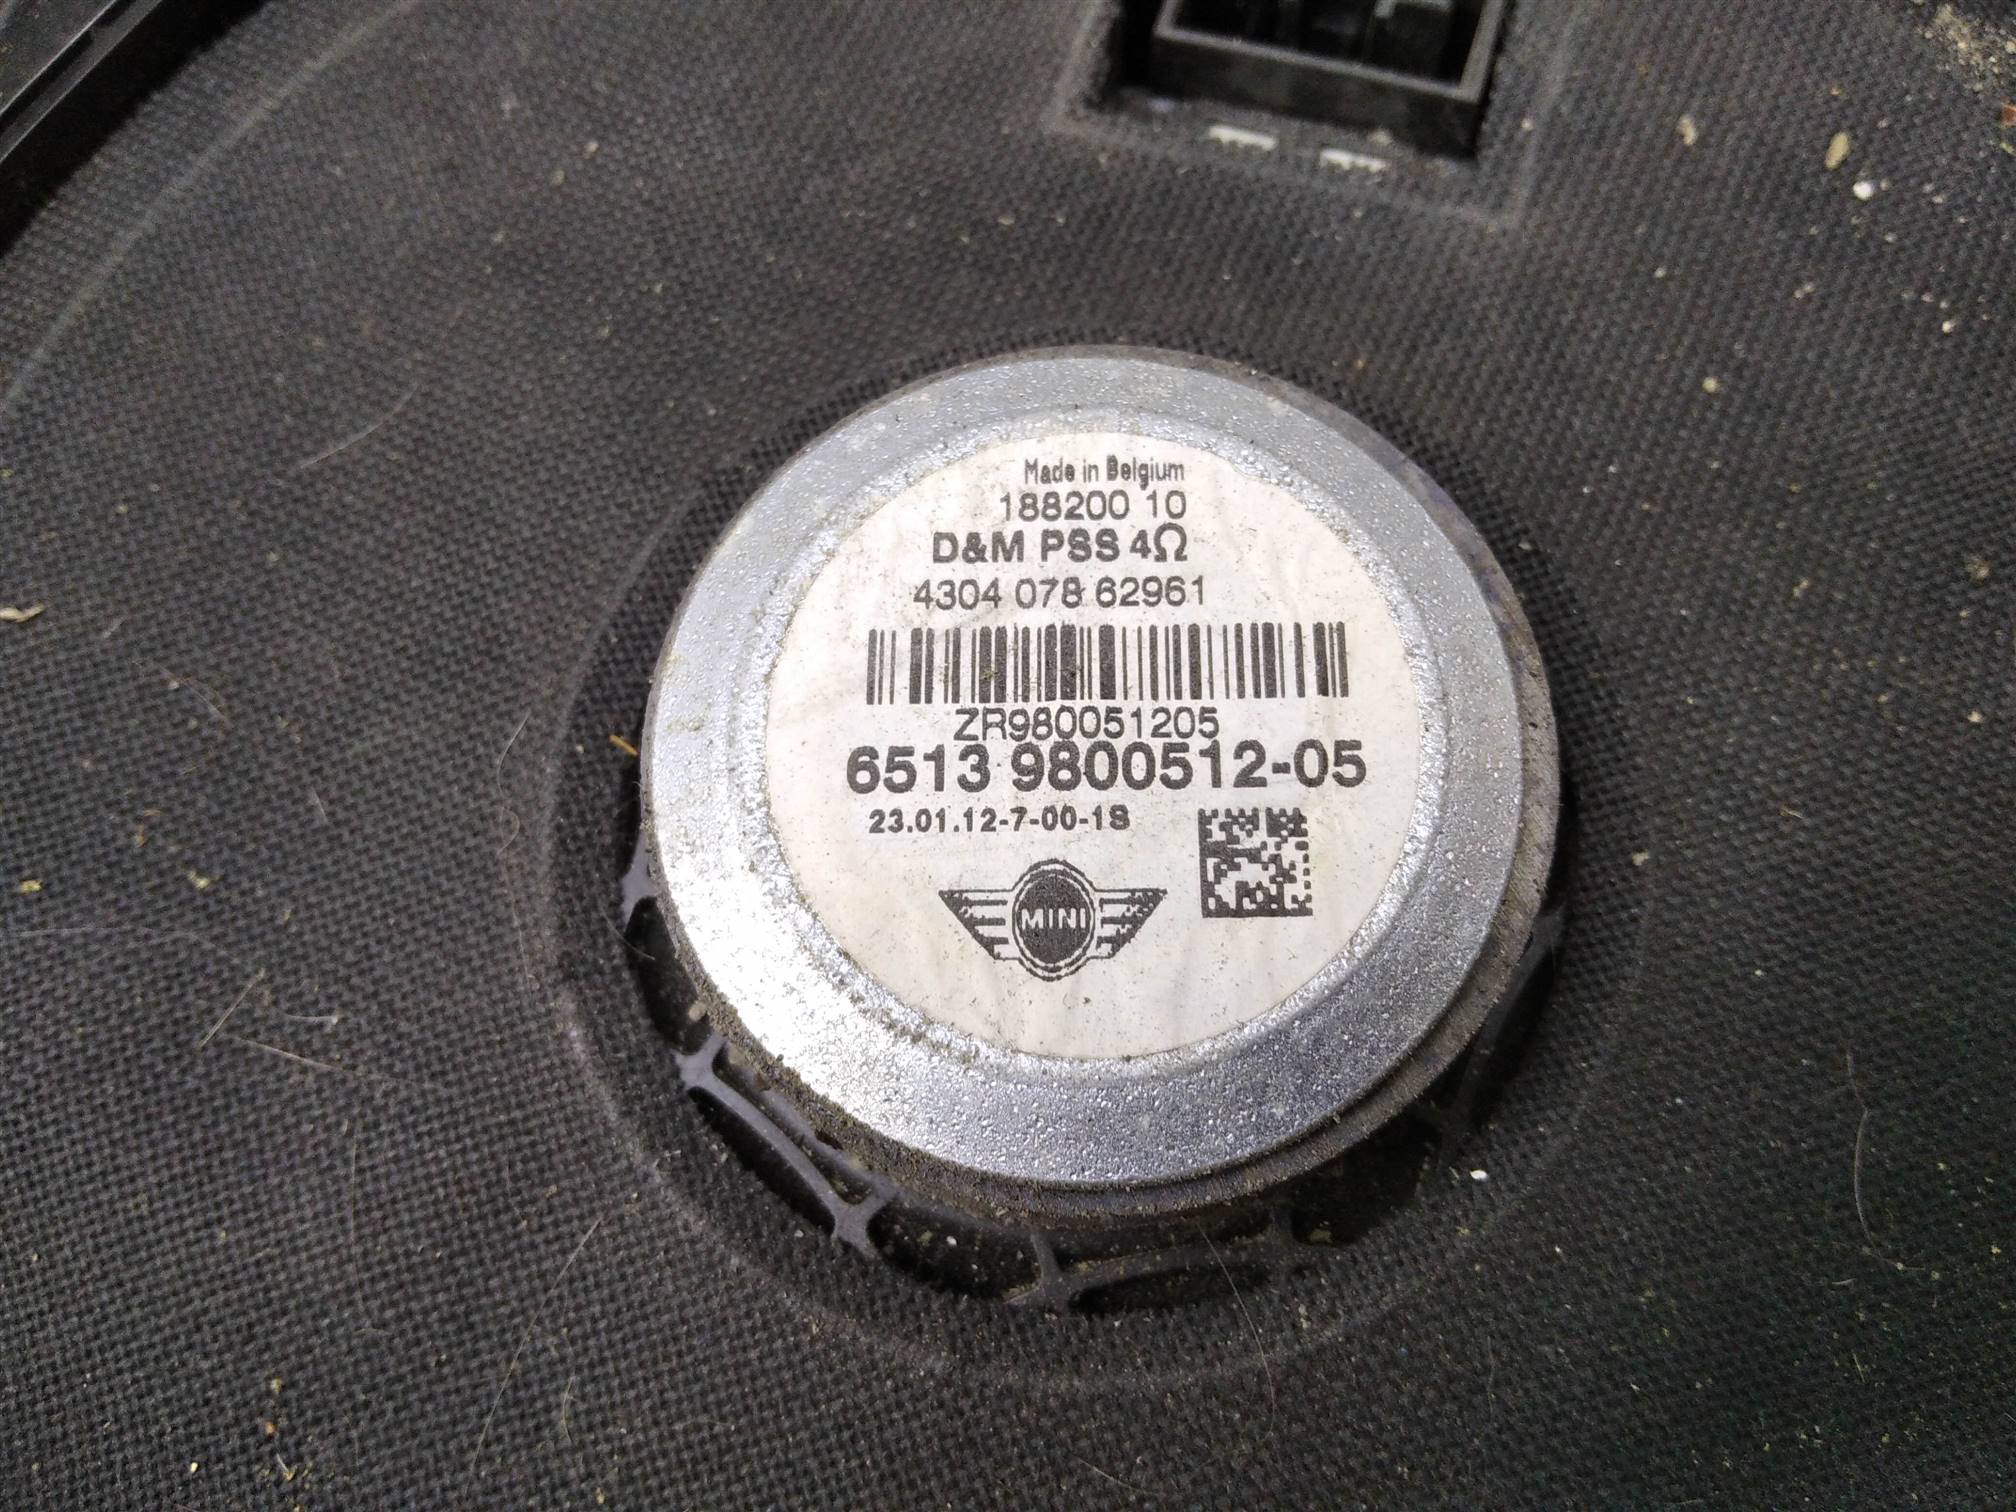 Made in Belgium
188200 10
D&M PSS 4Ω
4304 078 62961
ZR980051205
6513 9800512-05
23.01.12-7-00-1S
MINI